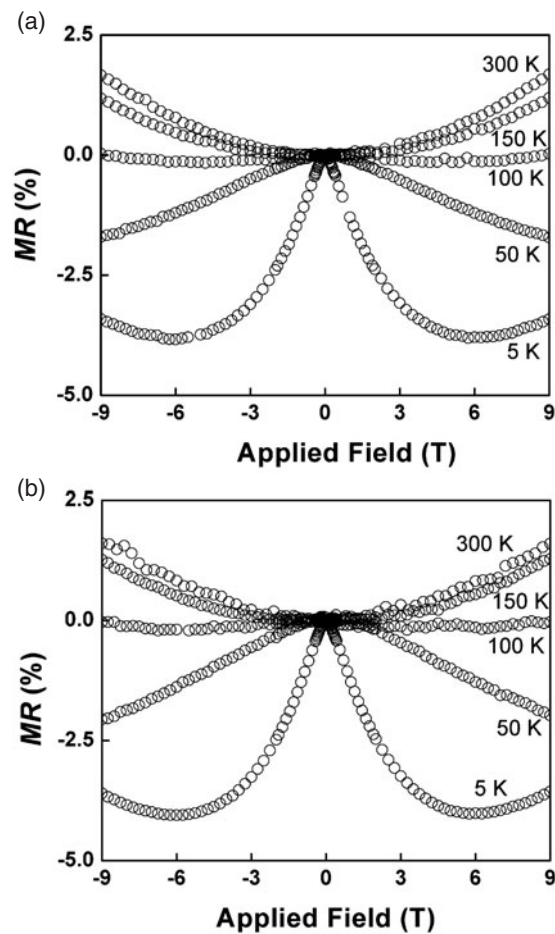 (a)
2.5
0.0
-2.5
-5.0
MR (%)
300 K
150 K
100 K
50 K
5 K
-9 -6 -3 0 3 6 9
Applied Field (T)
(b)
2.5
0.0
-2.5
-5.0
MR (%)
300 K
150 K
100 K
50 K
5 K
-9 -6 -3 0 3 6 9
Applied Field (T)